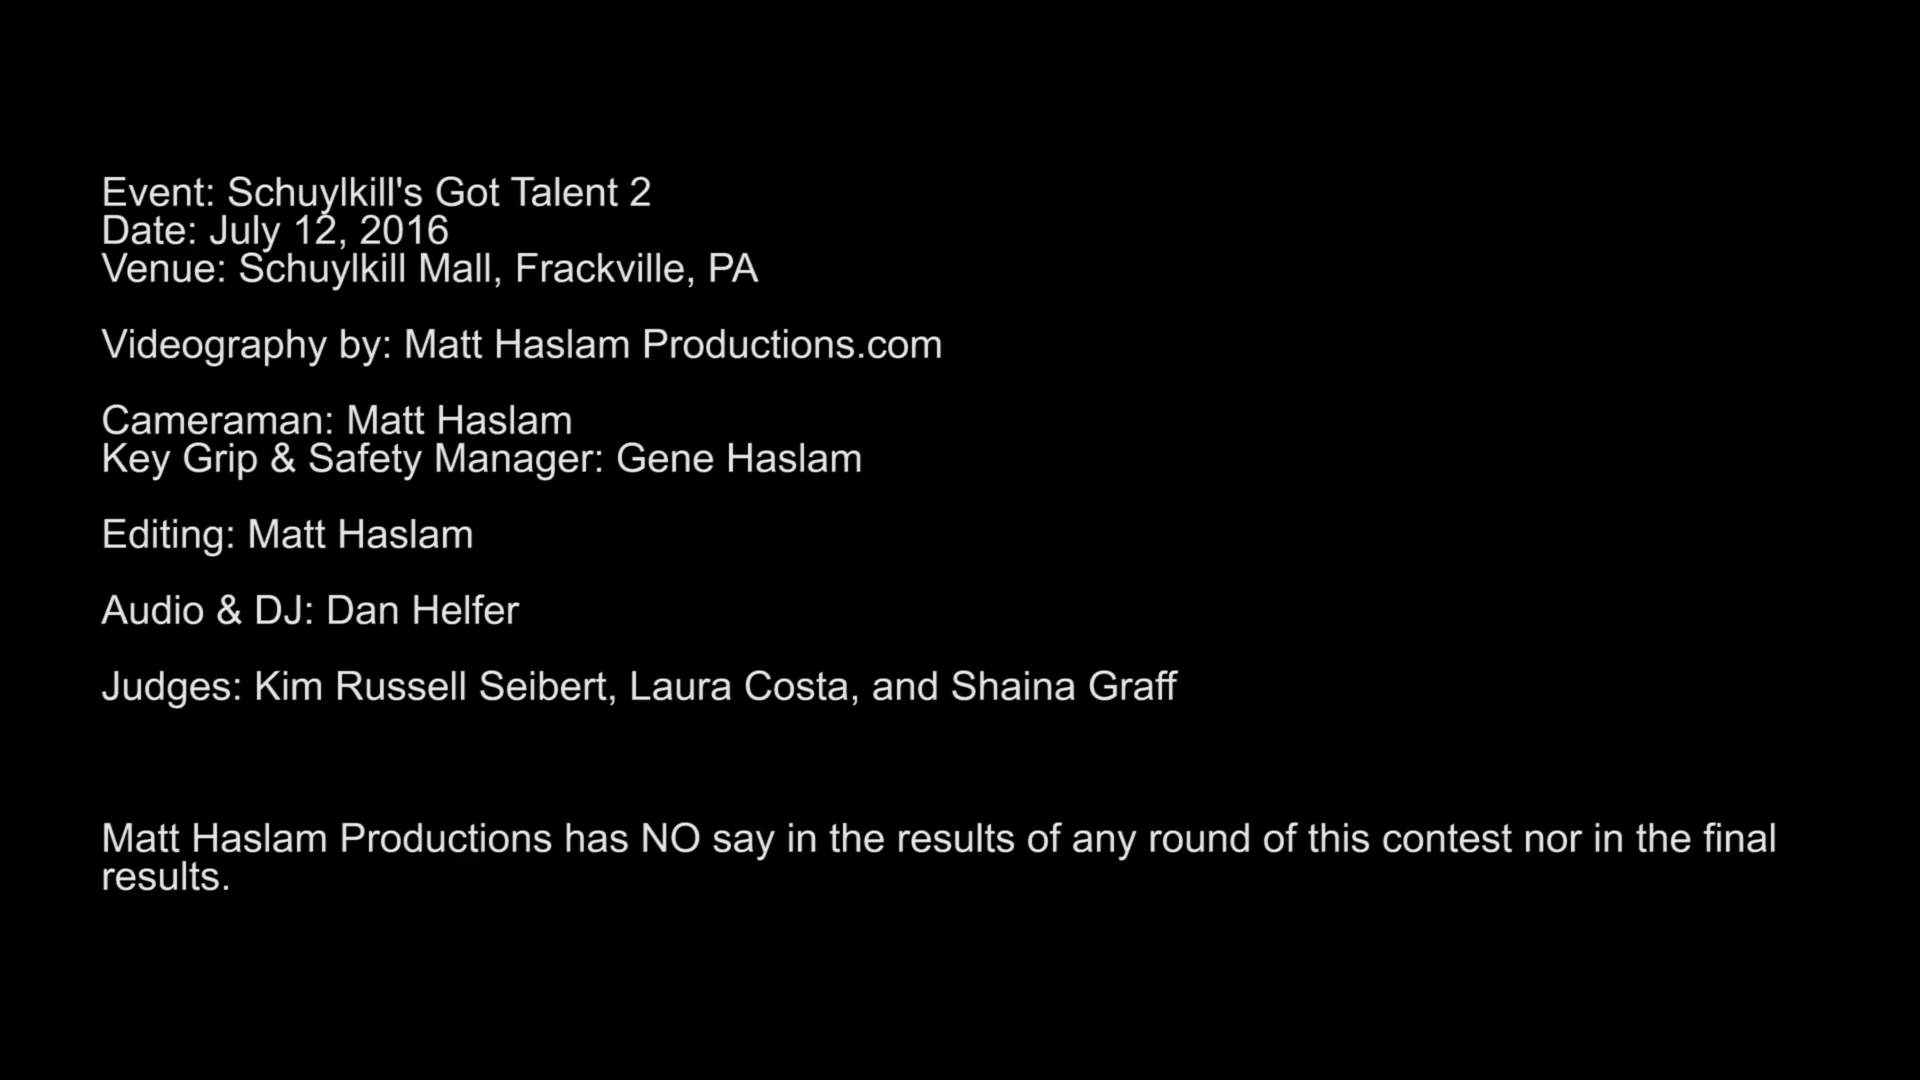 Event: Schuylkill's Got Talent 2
Date: July 12, 2016
Venue: Schuylkill Mall, Frackville, PA
Videography by: Matt Haslam Productions.com
Cameraman: Matt Haslam
Key Grip & Safety Manager: Gene Haslam
Editing: Matt Haslam
Audio & DJ: Dan Helfer
Judges: Kim Russell Seibert, Laura Costa, and Shaina Graff
Matt Haslam Productions has NO say in the results of any round of this contest nor in the final
results.